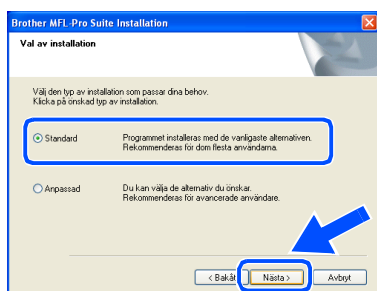 Brother MFL-Pro Suite Installation
Val av installation
Välj den typ av installation som passar dina behov.
Klicka på önskad typ av installation.
Standard
Programmet installeras med de vanligaste alternativen.
Rekommenderas för dom flesta användarna.
Anpassad
Du kan välja de alternativ du önskar.
Rekommenderas för avancerade användare.
< Bakåt
Nästa >
Avbryt